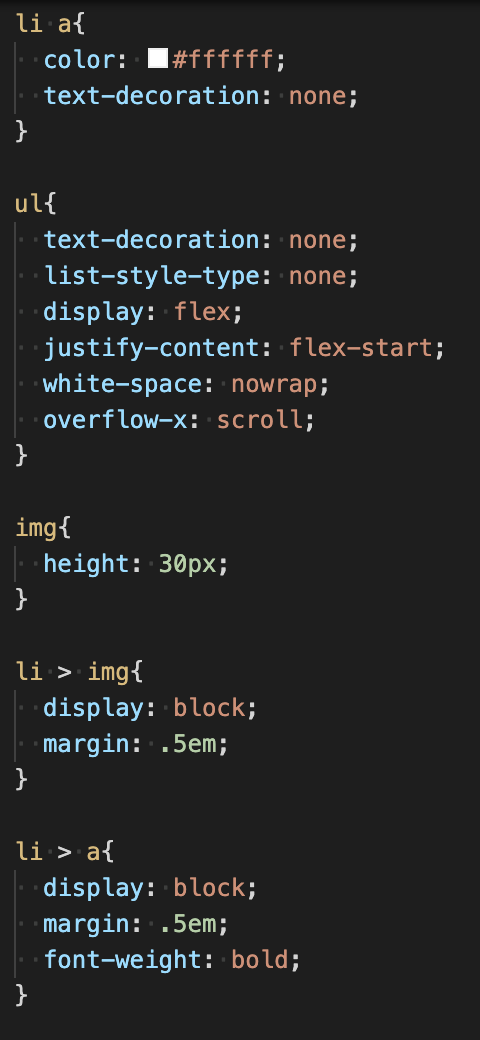 li a{
  color: #ffffff;
  text-decoration: none;
}

ul{
  text-decoration: none;
  list-style-type: none;
  display: flex;
  justify-content: flex-start;
  white-space: nowrap;
  overflow-x: scroll;
}

img{
  height: 30px;
}

li > img{
  display: block;
  margin: .5em;
}

li > a{
  display: block;
  margin: .5em;
  font-weight: bold;
}